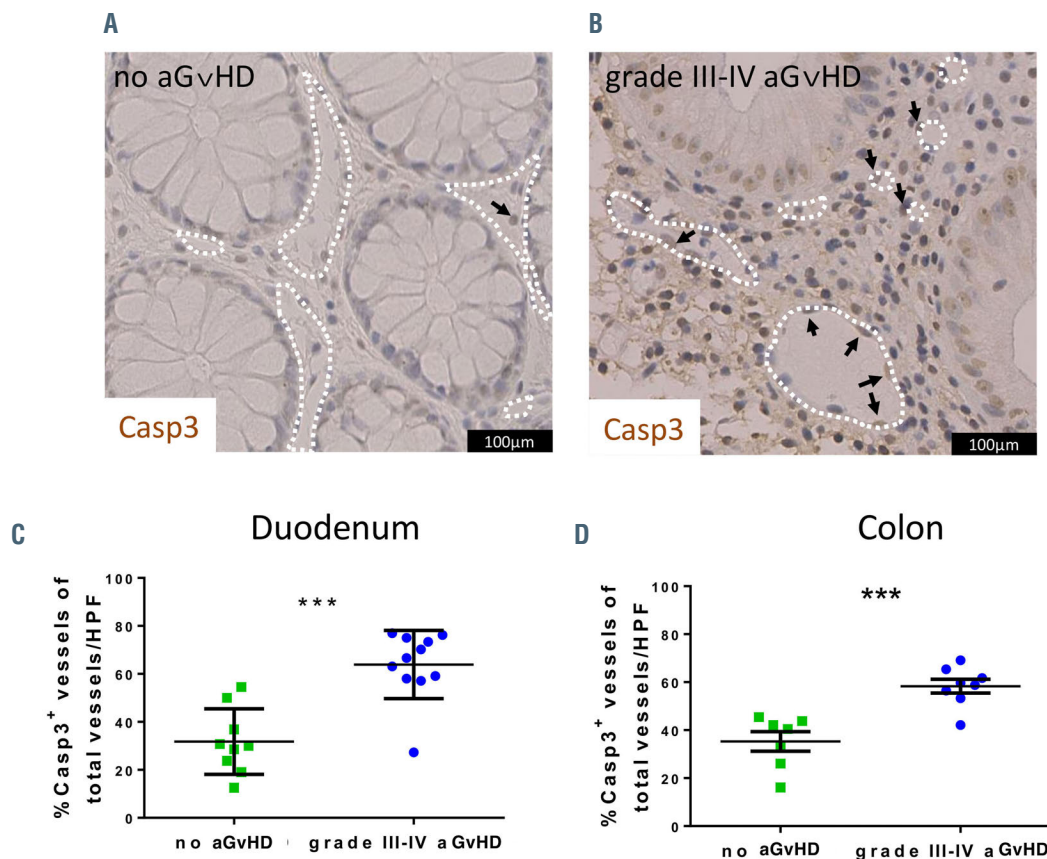 A
B
no aGvHD
grade III-IV aGvHD
Casp3
100µm
Casp3
100µm
C
Duodenum
D
Colon
%Casp3+ vessels of
total vessels/HPF
100
80
60
40
20
0
***
no aGvHD
grade III-IV aGvHD
%Casp3+ vessels of
total vessels/HPF
100
80
60
40
20
0
***
no aGvHD
grade III-IV aGvHD